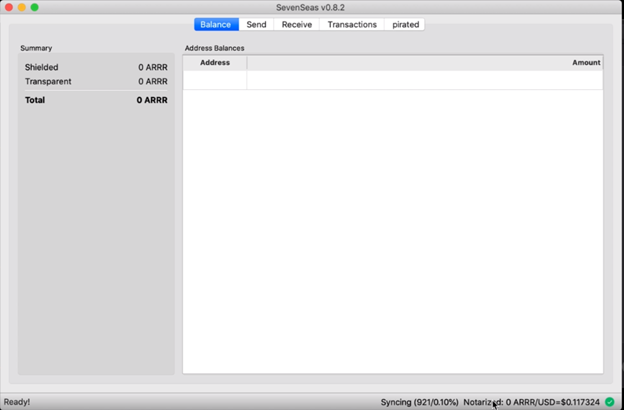 SevenSeas v0.8.2
Balance Send Receive Transactions pirated
Summary
Shielded 0 ARRR
Transparent 0 ARRR
Total 0 ARRR
Address Balances
Address Amount
Ready! Syncing (921/0.10%) Notarized: 0 ARRR/USD=$0.117324